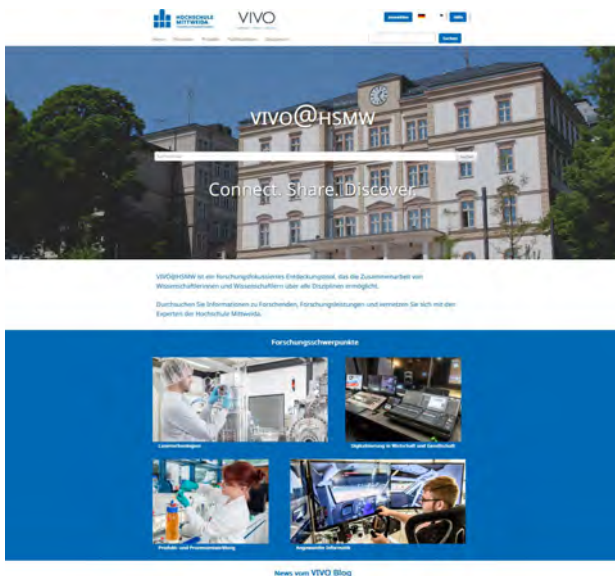 HOCHSCHULE
MITTWEIDA
VIVO
Anmelden
Hilfe
Suchen
VIVO@HSMW
Connect. Share. Discover.
VIVO@HSMW ist ein forschungsfokussiertes Entdeckungstool, das die Zusammenarbeit von
Wissenschaftlerinnen und Wissenschaftlern über alle Disziplinen ermöglicht.
Durchsuchen Sie Informationen zu Forschenden, Forschungsleistungen und vernetzen Sie sich mit den
Experten der Hochschule Mittweida.
Forschungsschwerpunkte
Lasertechnologien
Digitalisierung in Wirtschaft und Gesellschaft
Produkt- und Prozessentwicklung
Angewandte Informatik
News vom VIVO Blog